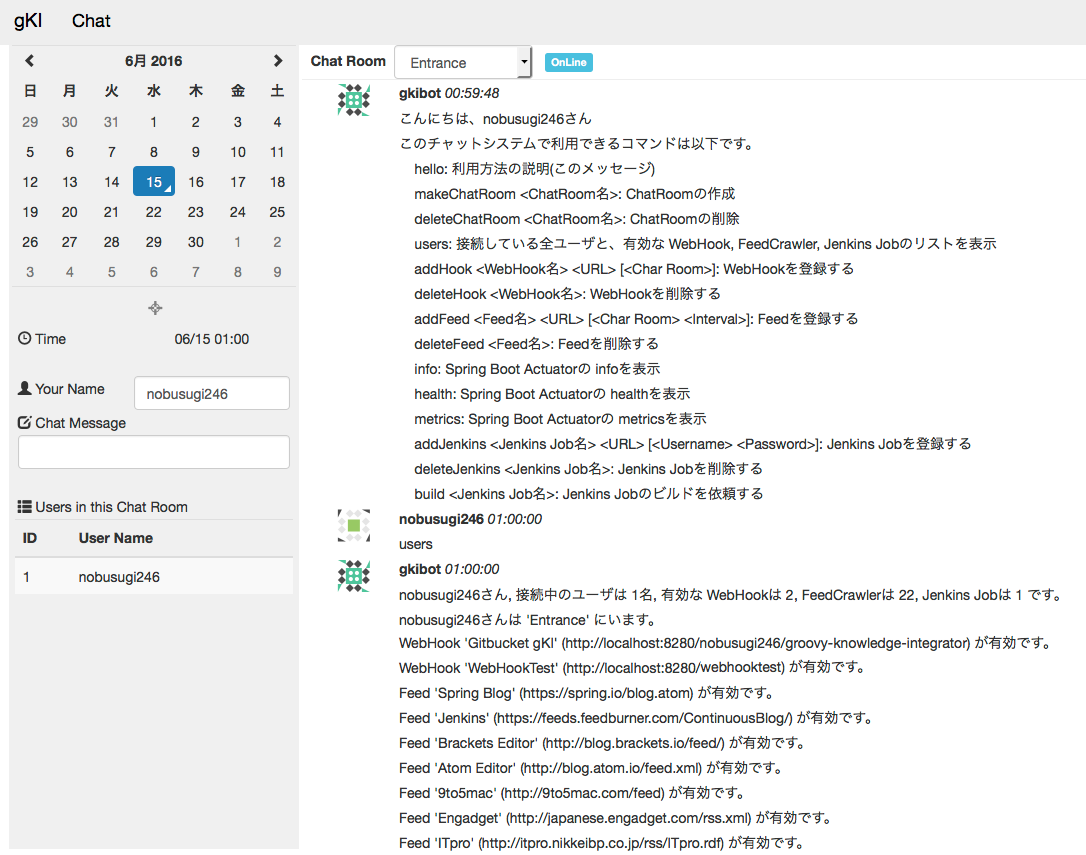 gKI Chat
6月 2016
日 月 火 水 木 金 土
29 30 31 1 2 3 4
5 6 7 8 9 10 11
12 13 14 15 16 17 18
19 20 21 22 23 24 25
26 27 28 29 30 1 2
3 4 5 6 7 8 9
Time 06/15 01:00
Your Name nobusugi246
Chat Message
Users in this Chat Room
ID User Name
1 nobusugi246
Chat Room Entrance OnLine
gkibot 00:59:48
こんにちは、nobusugi246さん
このチャットシステムで利用できるコマンドは以下です。
hello: 利用方法の説明(このメッセージ)
makeChatRoom <ChatRoom名>: ChatRoomの作成
deleteChatRoom <ChatRoom名>: ChatRoomの削除
users: 接続している全ユーザと、有効な WebHook, FeedCrawler, Jenkins Jobのリストを表示
addHook <WebHook名> <URL> [<Char Room>]: WebHookを登録する
deleteHook <WebHook名>: WebHookを削除する
addFeed <Feed名> <URL> [<Char Room> <Interval>]: Feedを登録する
deleteFeed <Feed名>: Feedを削除する
info: Spring Boot Actuatorの infoを表示
health: Spring Boot Actuatorの healthを表示
metrics: Spring Boot Actuatorの metricsを表示
addJenkins <Jenkins Job名> <URL> [<Username> <Password>]: Jenkins Jobを登録する
deleteJenkins <Jenkins Job名>: Jenkins Jobを削除する
build <Jenkins Job名>: Jenkins Jobのビルドを依頼する
nobusugi246 01:00:00
users
gkibot 01:00:00
nobusugi246さん, 接続中のユーザは 1名, 有効な WebHookは 2, FeedCrawlerは 22, Jenkins Jobは 1 です。
nobusugi246さんは 'Entrance' にいます。
WebHook 'Gitbucket gKI' (http://localhost:8280/nobusugi246/groovy-knowledge-integrator) が有効です。
WebHook 'WebHookTest' (http://localhost:8280/webhooktest) が有効です。
Feed 'Spring Blog' (https://spring.io/blog.atom) が有効です。
Feed 'Jenkins' (https://feeds.feedburner.com/ContinuousBlog/) が有効です。
Feed 'Brackets Editor' (http://blog.brackets.io/feed/) が有効です。
Feed 'Atom Editor' (http://blog.atom.io/feed.xml) が有効です。
Feed '9to5mac' (http://9to5mac.com/feed) が有効です。
Feed 'Engadget' (http://japanese.engadget.com/rss.xml) が有効です。
Feed 'ITpro' (http://itpro.nikkeibp.co.jp/rss/ITpro.rdf) が有効です。